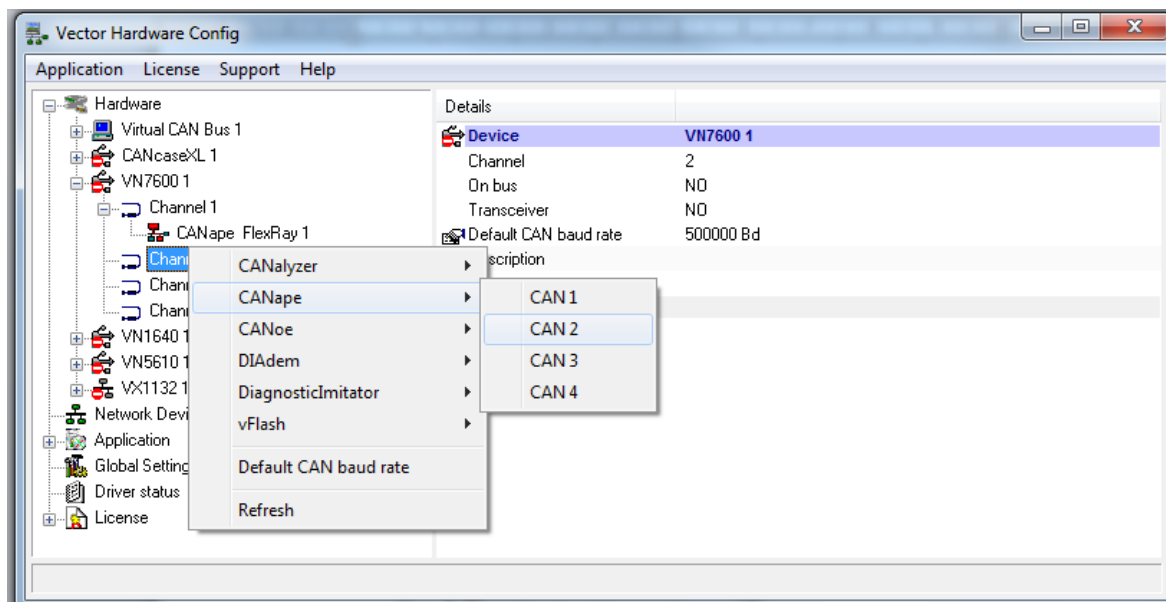 Vector Hardware Config
Application License Support Help
Hardware
Virtual CAN Bus 1
CANcaseXL 1
VN7600 1
Channel 1
CANape FlexRay 1
Chann
Chan
Chan
VN1640 1
VN5610 1
VX1132 1
Network Devi
Application
Global Setting
Driver status
License
Details
Device VN7600 1
Channel 2
On bus NO
Transceiver NO
Default CAN baud rate 500000 Bd
scription
CANalyzer
CANape
CANoe
DIAdem
DiagnosticImitator
vFlash
Default CAN baud rate
Refresh
CAN 1
CAN 2
CAN 3
CAN 4